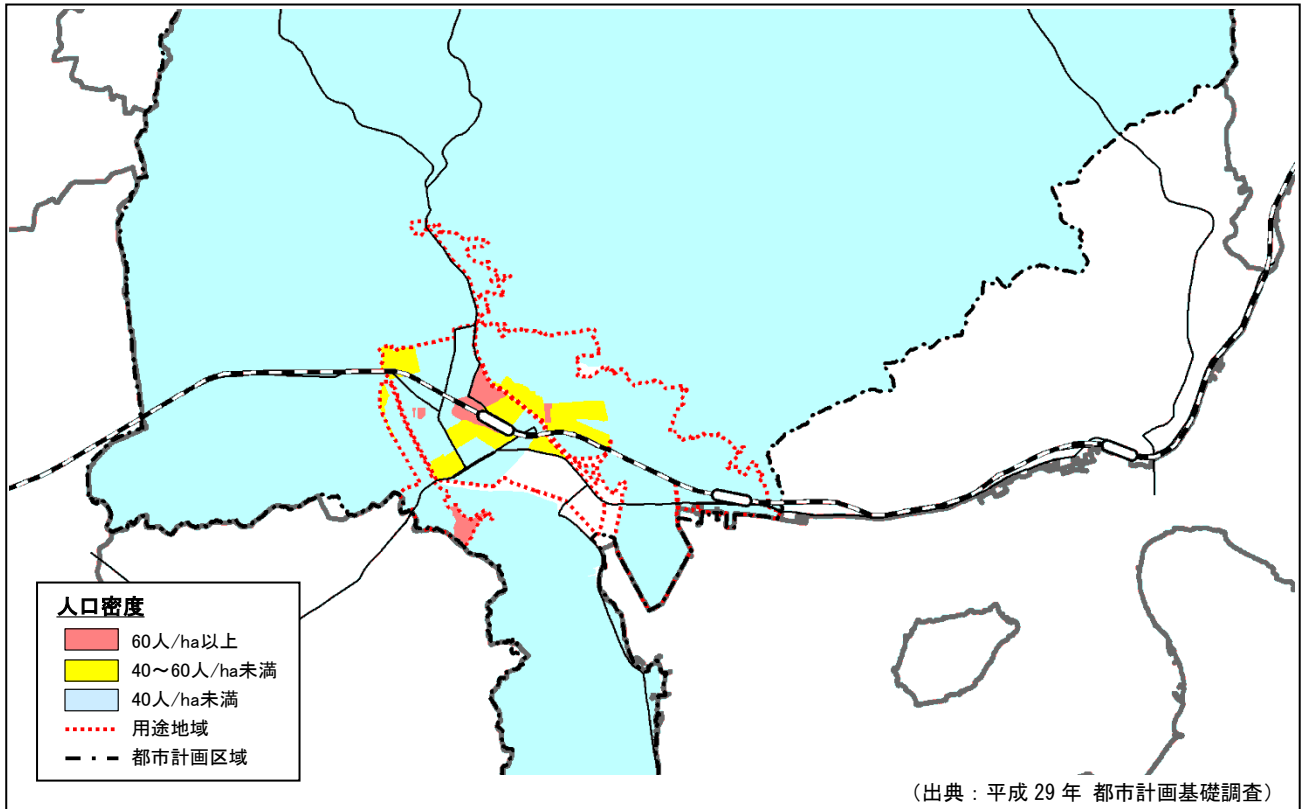 人口密度
60人/ha以上
40～60人/ha未満
40人/ha未満
用途地域
都市計画区域
（出典：平成 29 年 都市計画基礎調査）